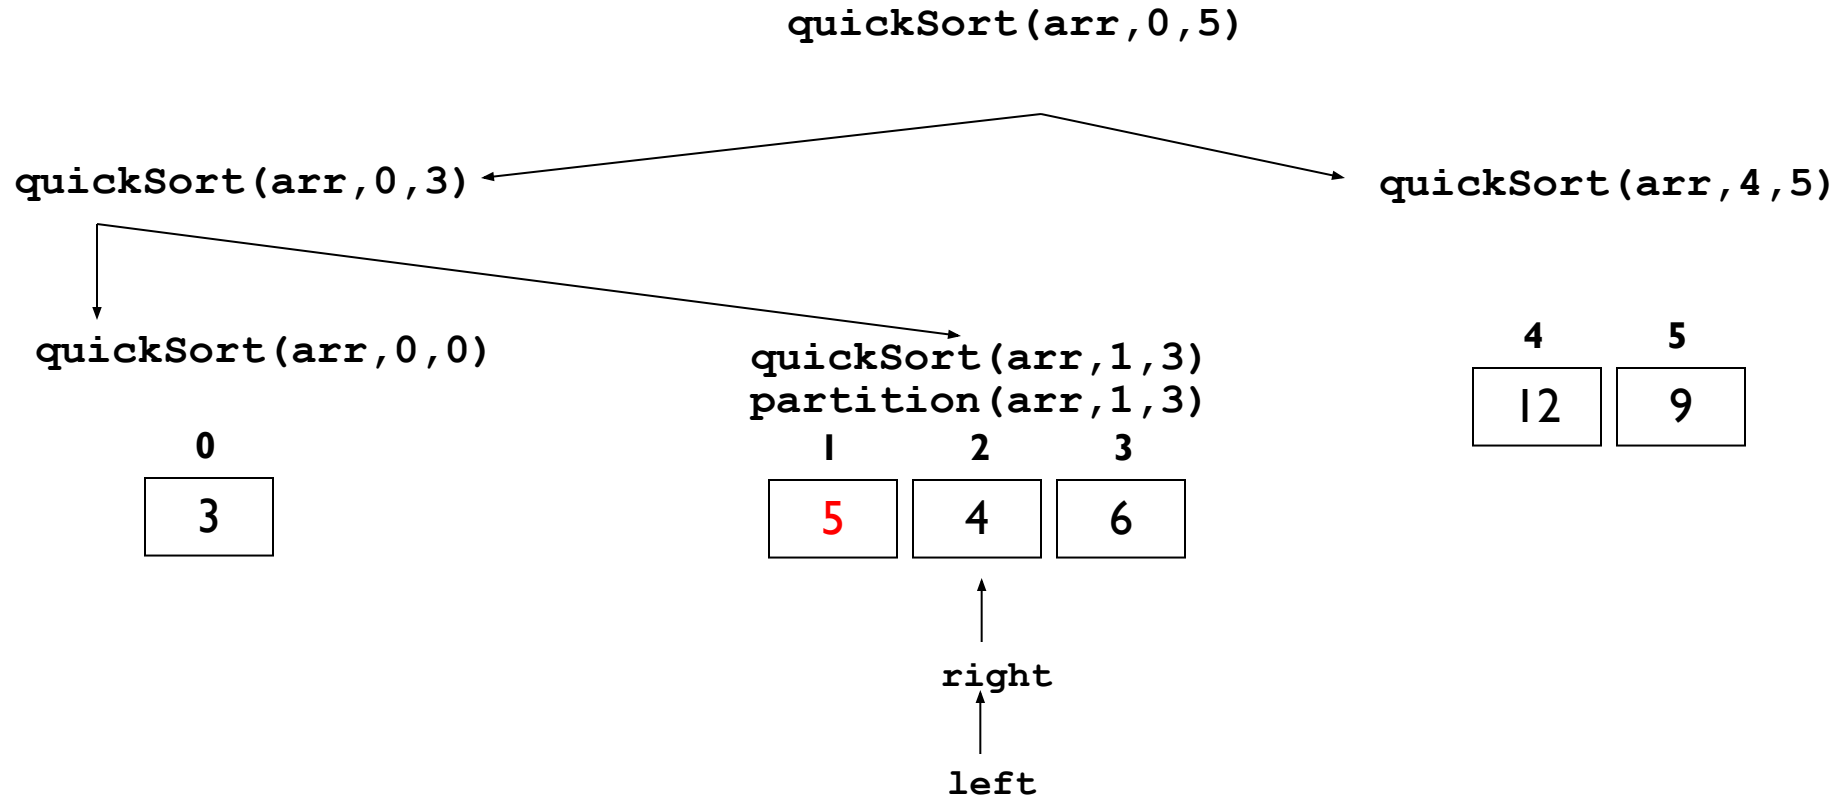 quickSort(arr,0,5)
quickSort(arr,0,3)
quickSort(arr,4,5)
quickSort(arr,0,0)
quickSort(arr,1,3)
partition(arr,1,3)
4 5
12 9
0
3
1 2 3
5 4 6
right
left